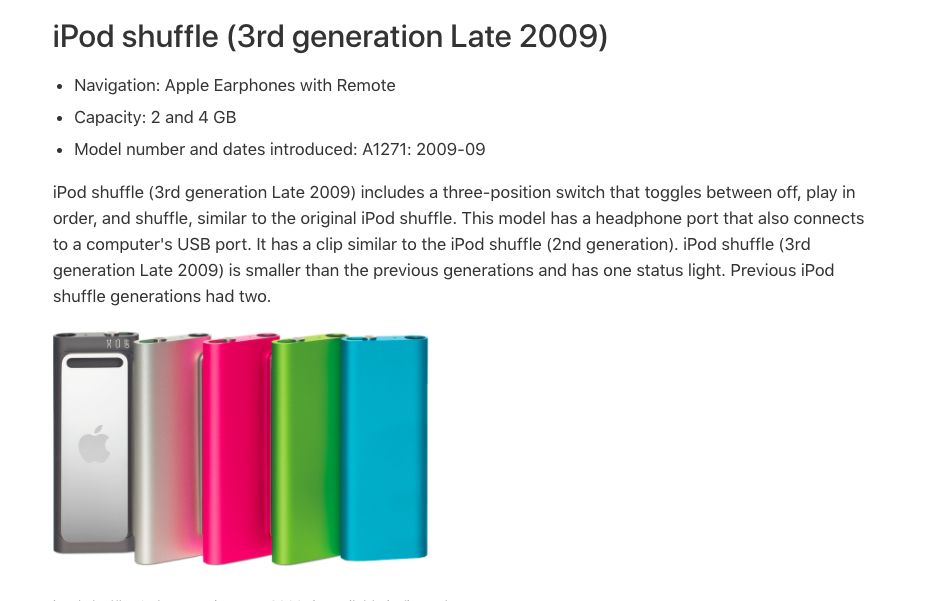 iPod shuffle (3rd generation Late 2009)
• Navigation: Apple Earphones with Remote
• Capacity: 2 and 4 GB
• Model number and dates introduced: A1271: 2009-09
iPod shuffle (3rd generation Late 2009) includes a three-position switch that toggles between off, play in
order, and shuffle, similar to the original iPod shuffle. This model has a headphone port that also connects
to a computer's USB port. It has a clip similar to the iPod shuffle (2nd generation). iPod shuffle (3rd
generation Late 2009) is smaller than the previous generations and has one status light. Previous iPod
shuffle generations had two.